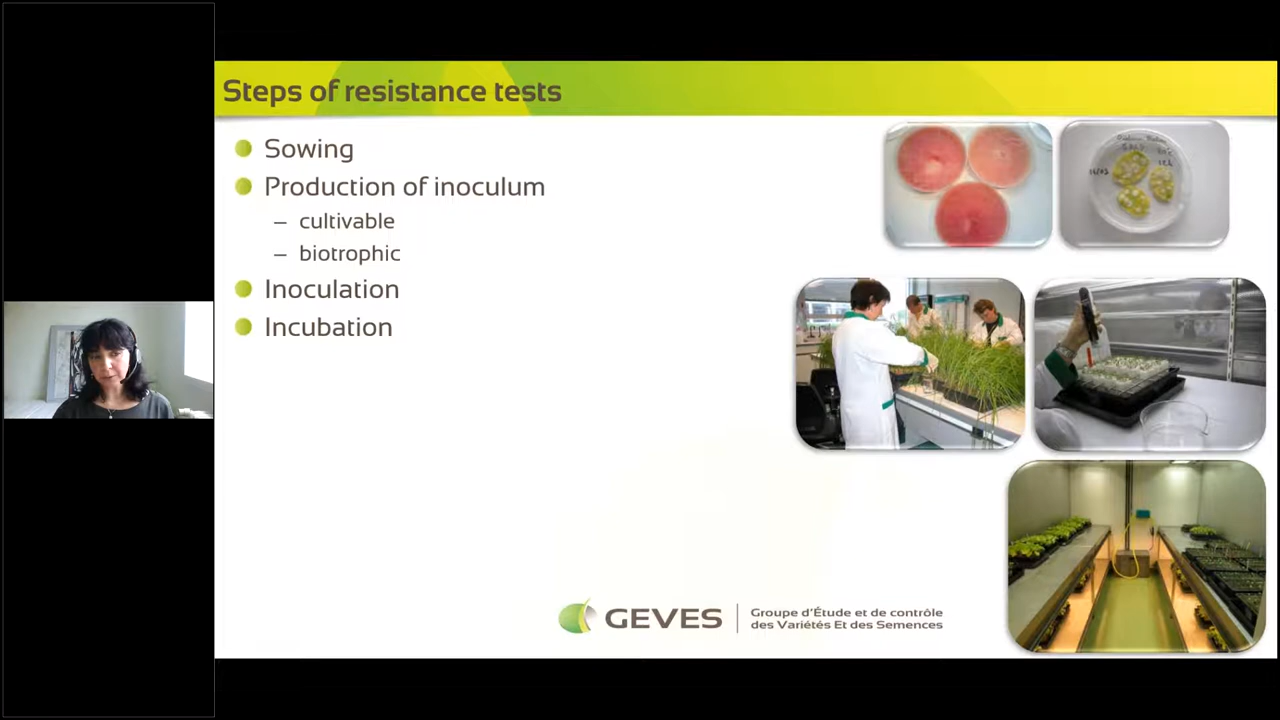 Steps of resistance tests
Sowing
Production of inoculum
– cultivable
– biotrophic
Inoculation
Incubation
GEVES
Groupe d'Étude et de contrôle
des Variétés Et des Semences